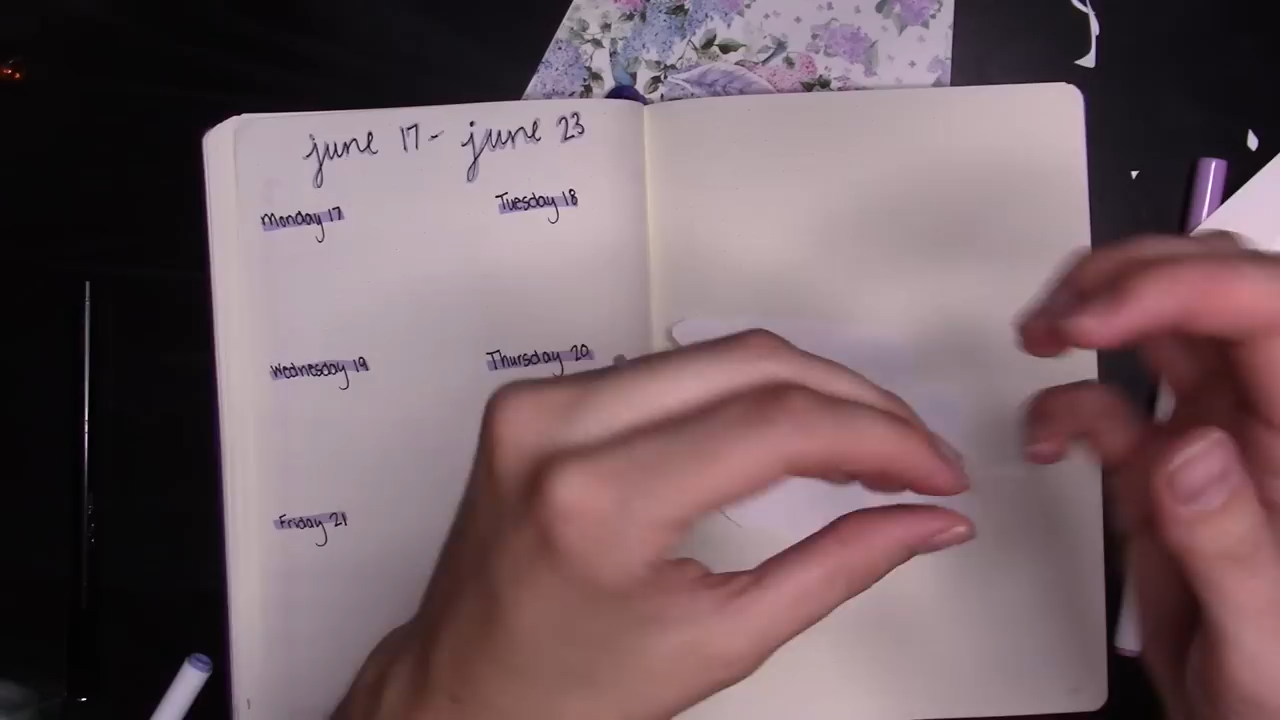 june 17 - june 23
Monday 17
Tuesday 18
Wednesday 19
Thursday 20
Friday 21